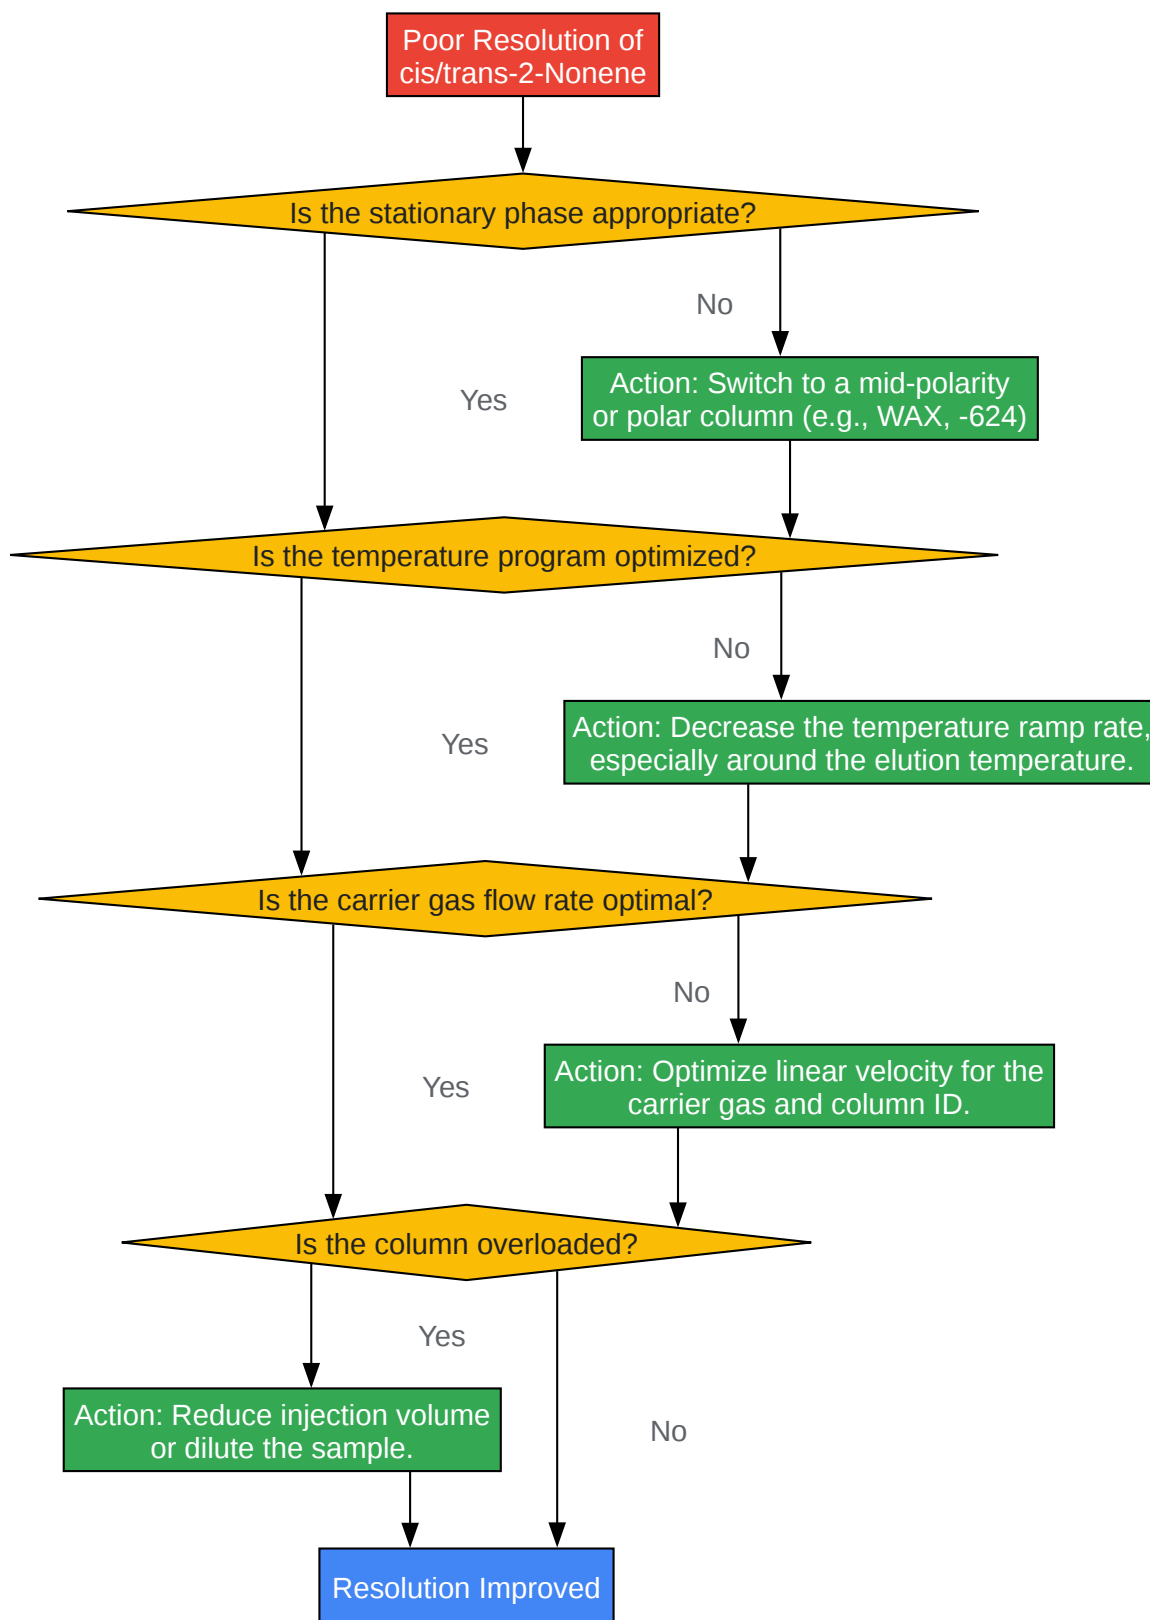 Poor Resolution of
cis/trans-2-Nonene
Is the stationary phase appropriate?
No
Yes
Action: Switch to a mid-polarity
or polar column (e.g., WAX, -624)
Is the temperature program optimized?
No
Yes
Action: Decrease the temperature ramp rate,
especially around the elution temperature.
Is the carrier gas flow rate optimal?
No
Yes
Action: Optimize linear velocity for the
carrier gas and column ID.
Is the column overloaded?
Yes
No
Action: Reduce injection volume
or dilute the sample.
Resolution Improved